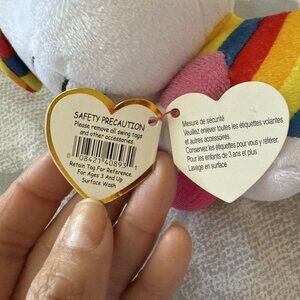 SAFETY PRECAUTION
Please remove all swing tags
and other accessories.
0 08421 40893
Retain Tag For Reference.
For Ages 3 And Up
Surface Wash
Mesure de sécurité
Veuillez enlever toutes les étiquettes volantes
et autres accessoires.
Conservez les étiquettes pour vous y référer.
Pour les enfants de 3 ans et plus
Lavage en surface